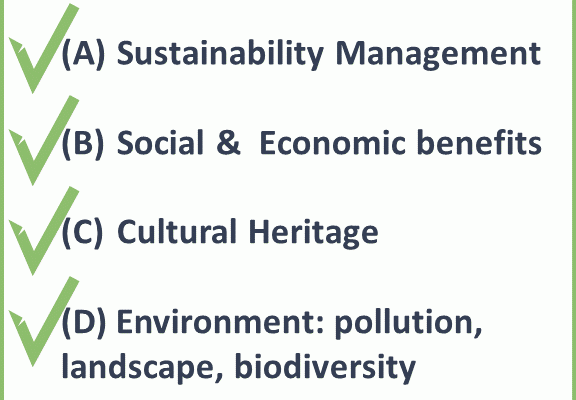 (A) Sustainability Management
(B) Social & Economic benefits
(C) Cultural Heritage
(D) Environment: pollution,
landscape, biodiversity